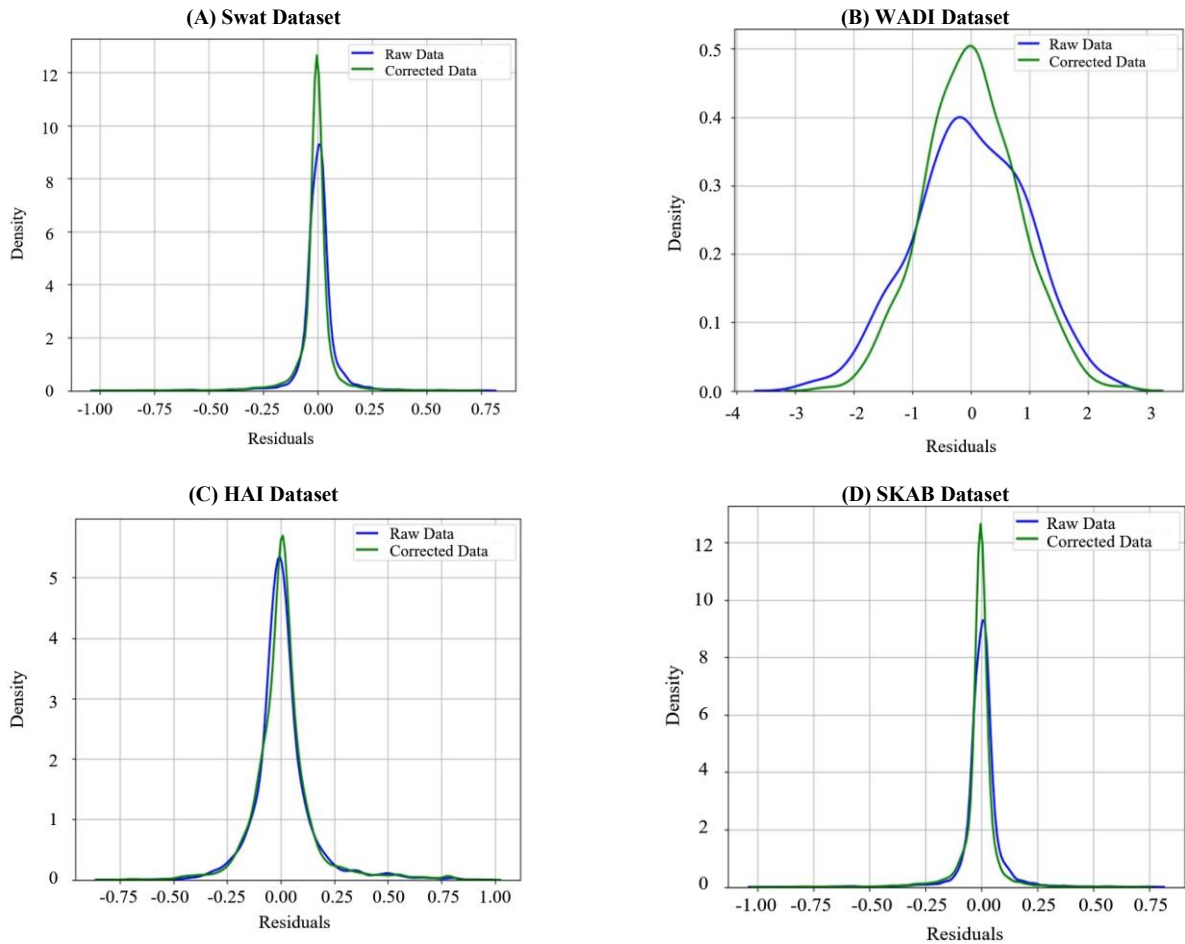 (A) Swat Dataset
Raw Data
Corrected Data
12
10
8
6
4
2
0
Density
-1.00 -0.75 -0.50 -0.25 0.00 0.25 0.50 0.75
Residuals
(B) WADI Dataset
Raw Data
Corrected Data
0.5
0.4
0.3
0.2
0.1
0.0
Density
-4 -3 -2 -1 0 1 2 3
Residuals
(C) HAI Dataset
Raw Data
Corrected Data
5
4
3
2
1
0
Density
-0.75 -0.50 -0.25 0.00 0.25 0.50 0.75 1.00
Residuals
(D) SKAB Dataset
Raw Data
Corrected Data
12
10
8
6
4
2
0
Density
-1.00 -0.75 -0.50 -0.25 0.00 0.25 0.50 0.75
Residuals